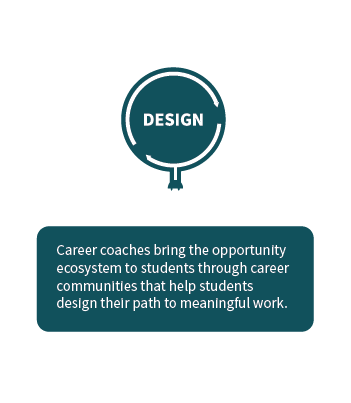 DESIGN
Career coaches bring the opportunity
ecosystem to students through career
communities that help students
design their path to meaningful work.